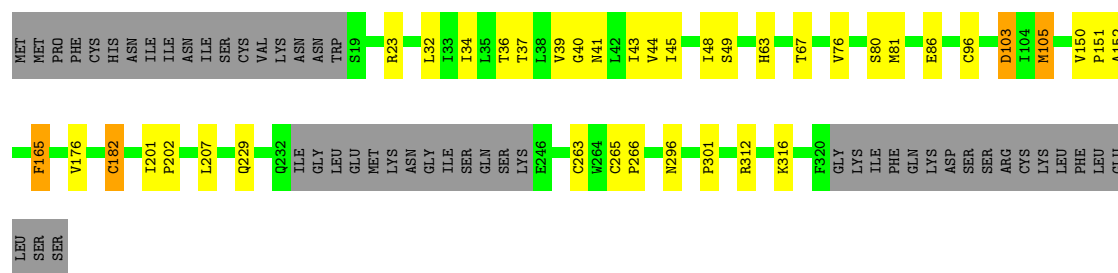 MET MET PRO PHE CYS HIS ASN ILE ILE ASN ILE SER CYS VAL LYS ASN ASN TRP S19 R23 L32 I33 I34 L35 T36 T37 L38 V39 G40 N41 L42 I43 V44 I45 I48 S49 H63 T67 V76 S80 M81 E86 C96 D103 I104 M105 V150 P151 A152
F165 V176 C182 I201 P202 L207 Q229 Q232 ILE GLY LEU GLU MET LYS ASN GLY ILE SER GLN SER LYS E246 C263 W264 C265 P266 N296 P301 R312 K316 F320 GLY LYS ILE PHE GLN LYS ASP SER SER ARG CYS LYS LEU PHE LEU GLU
LEU SER SER